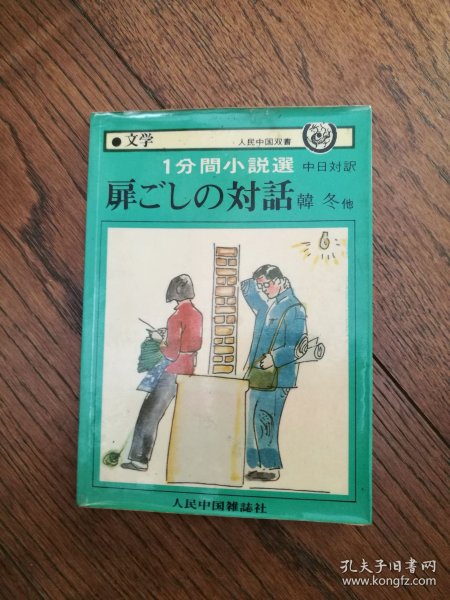 ●文学
人民中国双書
1分間小説選 中日対訳
扉ごしの対話 韓冬他
人民中国雑誌社
孔夫子旧书网
www.kongfz.com